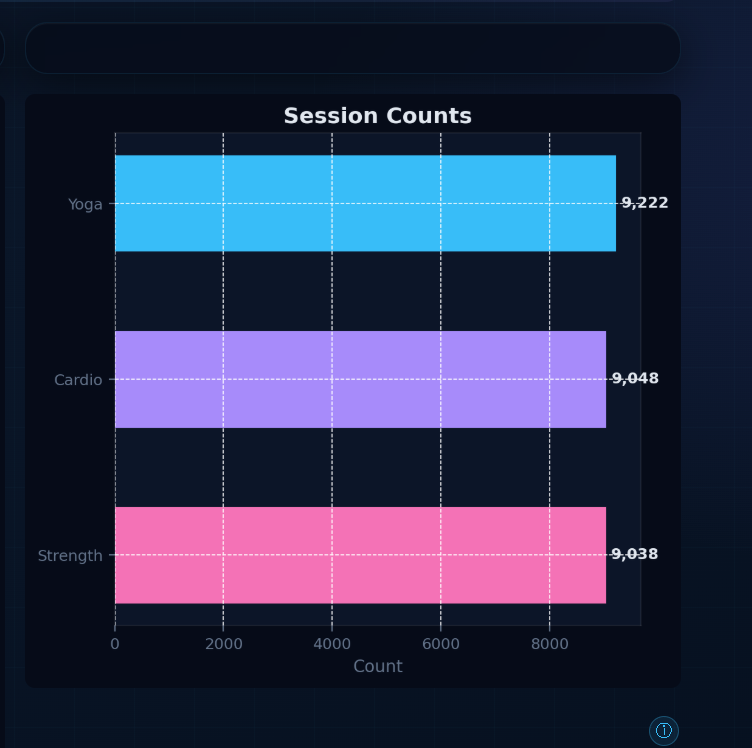 Session Counts
Yoga
9,222
Cardio
9,048
Strength
9,038
0 2000 4000 6000 8000
Count